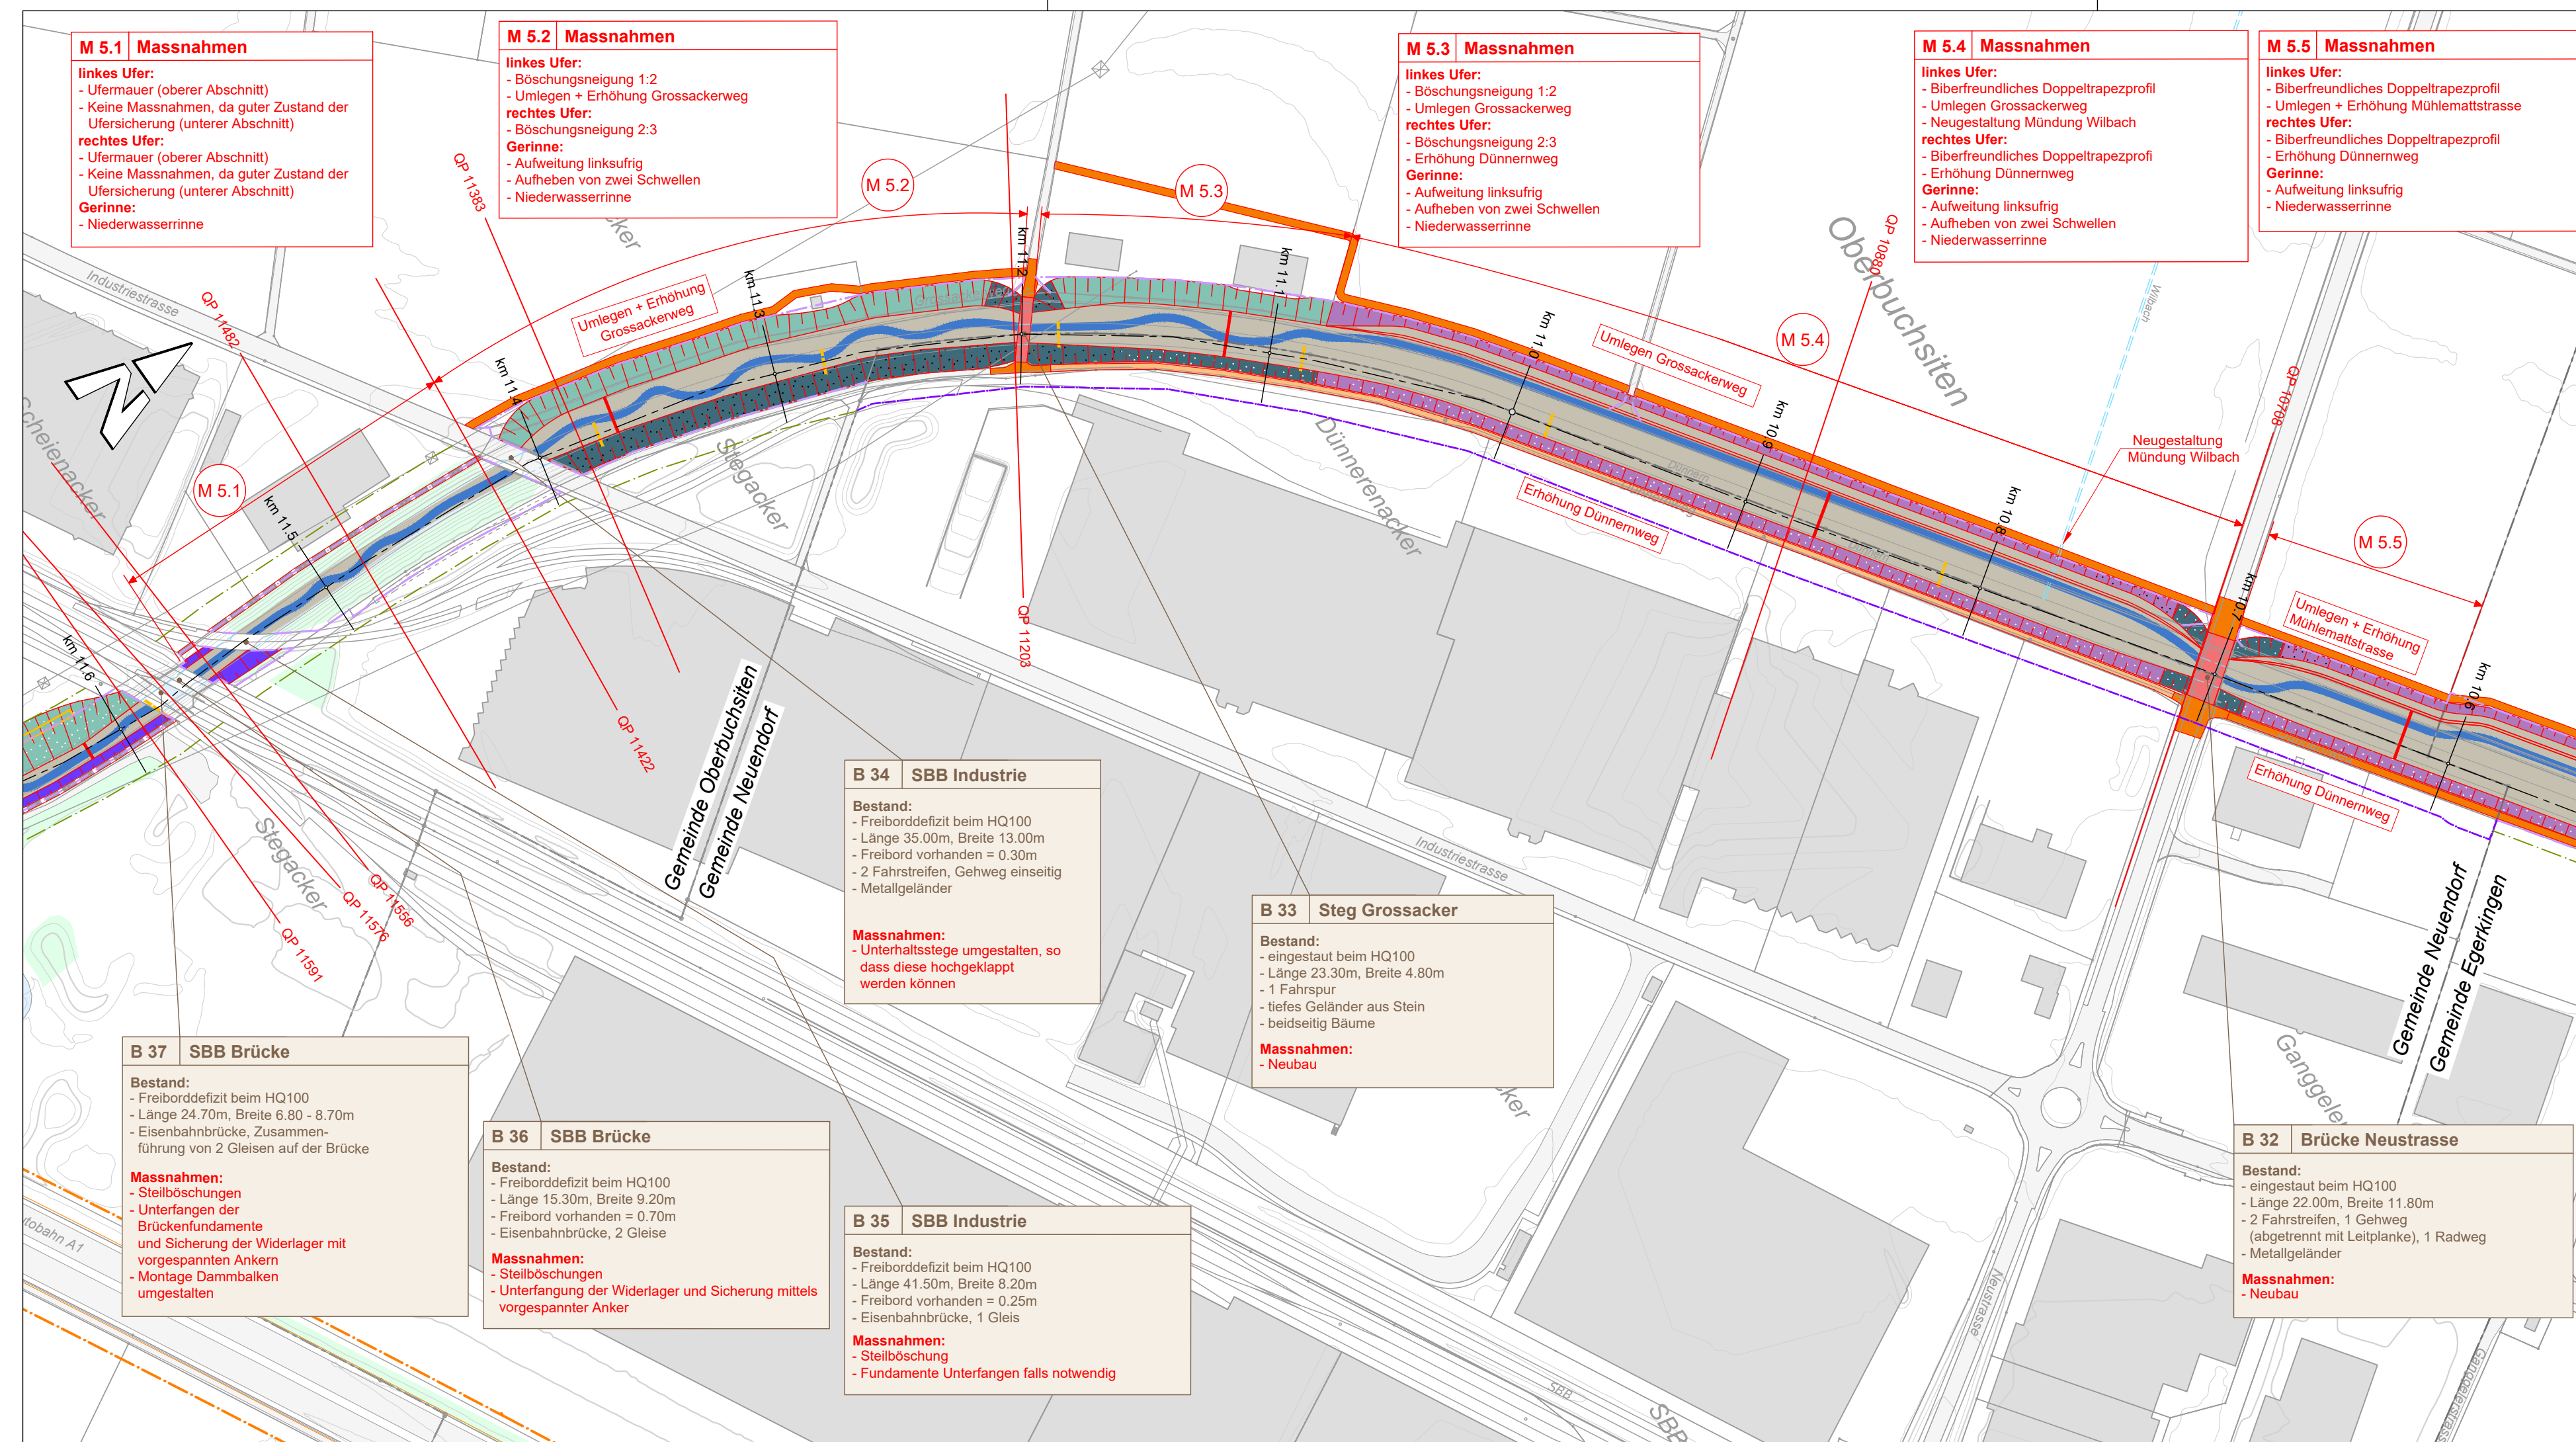 M 5.1 Massnahmen
linkes Ufer:
- Ufermauer (oberer Abschnitt)
- Keine Massnahmen, da guter Zustand der
Ufersicherung (unterer Abschnitt)
rechtes Ufer:
- Ufermauer (oberer Abschnitt)
- Keine Massnahmen, da guter Zustand der
Ufersicherung (unterer Abschnitt)
Gerinne:
- Niederwasserrinne
M 5.2 Massnahmen
linkes Ufer:
- Böschungsneigung 1:2
- Umlegen + Erhöhung Grossackerweg
rechtes Ufer:
- Böschungsneigung 2:3
Gerinne:
- Aufweitung linksufrig
- Aufheben von zwei Schwellen
- Niederwasserrinne
M 5.3 Massnahmen
linkes Ufer:
- Böschungsneigung 1:2
- Umlegen Grossackerweg
rechtes Ufer:
- Böschungsneigung 2:3
- Erhöhung Dünnernweg
Gerinne:
- Aufweitung linksufrig
- Aufheben von zwei Schwellen
- Niederwasserrinne
M 5.4 Massnahmen
linkes Ufer:
- Biberfreundliches Doppeltrapezprofil
- Umlegen Grossackerweg
- Neugestaltung Mündung Wilbach
rechtes Ufer:
- Biberfreundliches Doppeltrapezprofi
- Erhöhung Dünnernweg
Gerinne:
- Aufweitung linksufrig
- Aufheben von zwei Schwellen
- Niederwasserrinne
M 5.5 Massnahmen
linkes Ufer:
- Biberfreundliches Doppeltrapezprofil
- Umlegen + Erhöhung Mühlemattstrasse
rechtes Ufer:
- Biberfreundliches Doppeltrapezprofil
- Erhöhung Dünnernweg
Gerinne:
- Aufweitung linksufrig
- Niederwasserrinne
QP 11383
M 5.2
M 5.3
cker
QP 10880
Oberbuchsiten
Wilbach
Industriestrasse
QP 11482
Umlegen + Erhöhung
Grossackerweg
km 11.3
km 11.2
km 11.1
km 11.0
Umlegen Grossackerweg
M 5.4
km 11.4
km 10.9
QP 10708
Neugestaltung
Mündung Wilbach
cheienacker
M 5.1
km 11.5
Stegacker
Dünnerenacker
Dünnern
Erhöhung Dünnernweg
km 10.8
M 5.5
km 10.7
Umlegen + Erhöhung
Mühlemattstrasse
km 11.6
QP 11203
km 10.6
QP 11422
Gemeinde Oberbuchsiten
Gemeinde Neuendorf
Erhöhung Dünnernweg
Stegacker
QP 11556
QP 11576
QP 11591
Industriestrasse
Gemeinde Neuendorf
Gemeinde Egerkingen
B 34 SBB Industrie
Bestand:
- Freiborddefizit beim HQ100
- Länge 35.00m, Breite 13.00m
- Freibord vorhanden = 0.30m
- 2 Fahrstreifen, Gehweg einseitig
- Metallgeländer
Massnahmen:
- Unterhaltsstege umgestalten, so
dass diese hochgeklappt
werden können
B 33 Steg Grossacker
Bestand:
- eingestaut beim HQ100
- Länge 23.30m, Breite 4.80m
- 1 Fahrspur
- tiefes Geländer aus Stein
- beidseitig Bäume
Massnahmen:
- Neubau
cker
B 37 SBB Brücke
Bestand:
- Freiborddefizit beim HQ100
- Länge 24.70m, Breite 6.80 - 8.70m
- Eisenbahnbrücke, Zusammen-
führung von 2 Gleisen auf der Brücke
Massnahmen:
- Steilböschungen
- Unterfangen der
Brückenfundamente
und Sicherung der Widerlager mit
vorgespannten Ankern
- Montage Dammbalken
umgestalten
B 36 SBB Brücke
Bestand:
- Freiborddefizit beim HQ100
- Länge 15.30m, Breite 9.20m
- Freibord vorhanden = 0.70m
- Eisenbahnbrücke, 2 Gleise
Massnahmen:
- Steilböschungen
- Unterfangung der Widerlager und Sicherung mittels
vorgespannter Anker
B 35 SBB Industrie
Bestand:
- Freiborddefizit beim HQ100
- Länge 41.50m, Breite 8.20m
- Freibord vorhanden = 0.25m
- Eisenbahnbrücke, 1 Gleis
Massnahmen:
- Steilböschung
- Fundamente Unterfangen falls notwendig
Ganggeler
B 32 Brücke Neustrasse
Bestand:
- eingestaut beim HQ100
- Länge 22.00m, Breite 11.80m
- 2 Fahrstreifen, 1 Gehweg
(abgetrennt mit Leitplanke), 1 Radweg
- Metallgeländer
Massnahmen:
- Neubau
utobahn A1
Neustrasse
SBB
SBB
Ganggelerstrasse